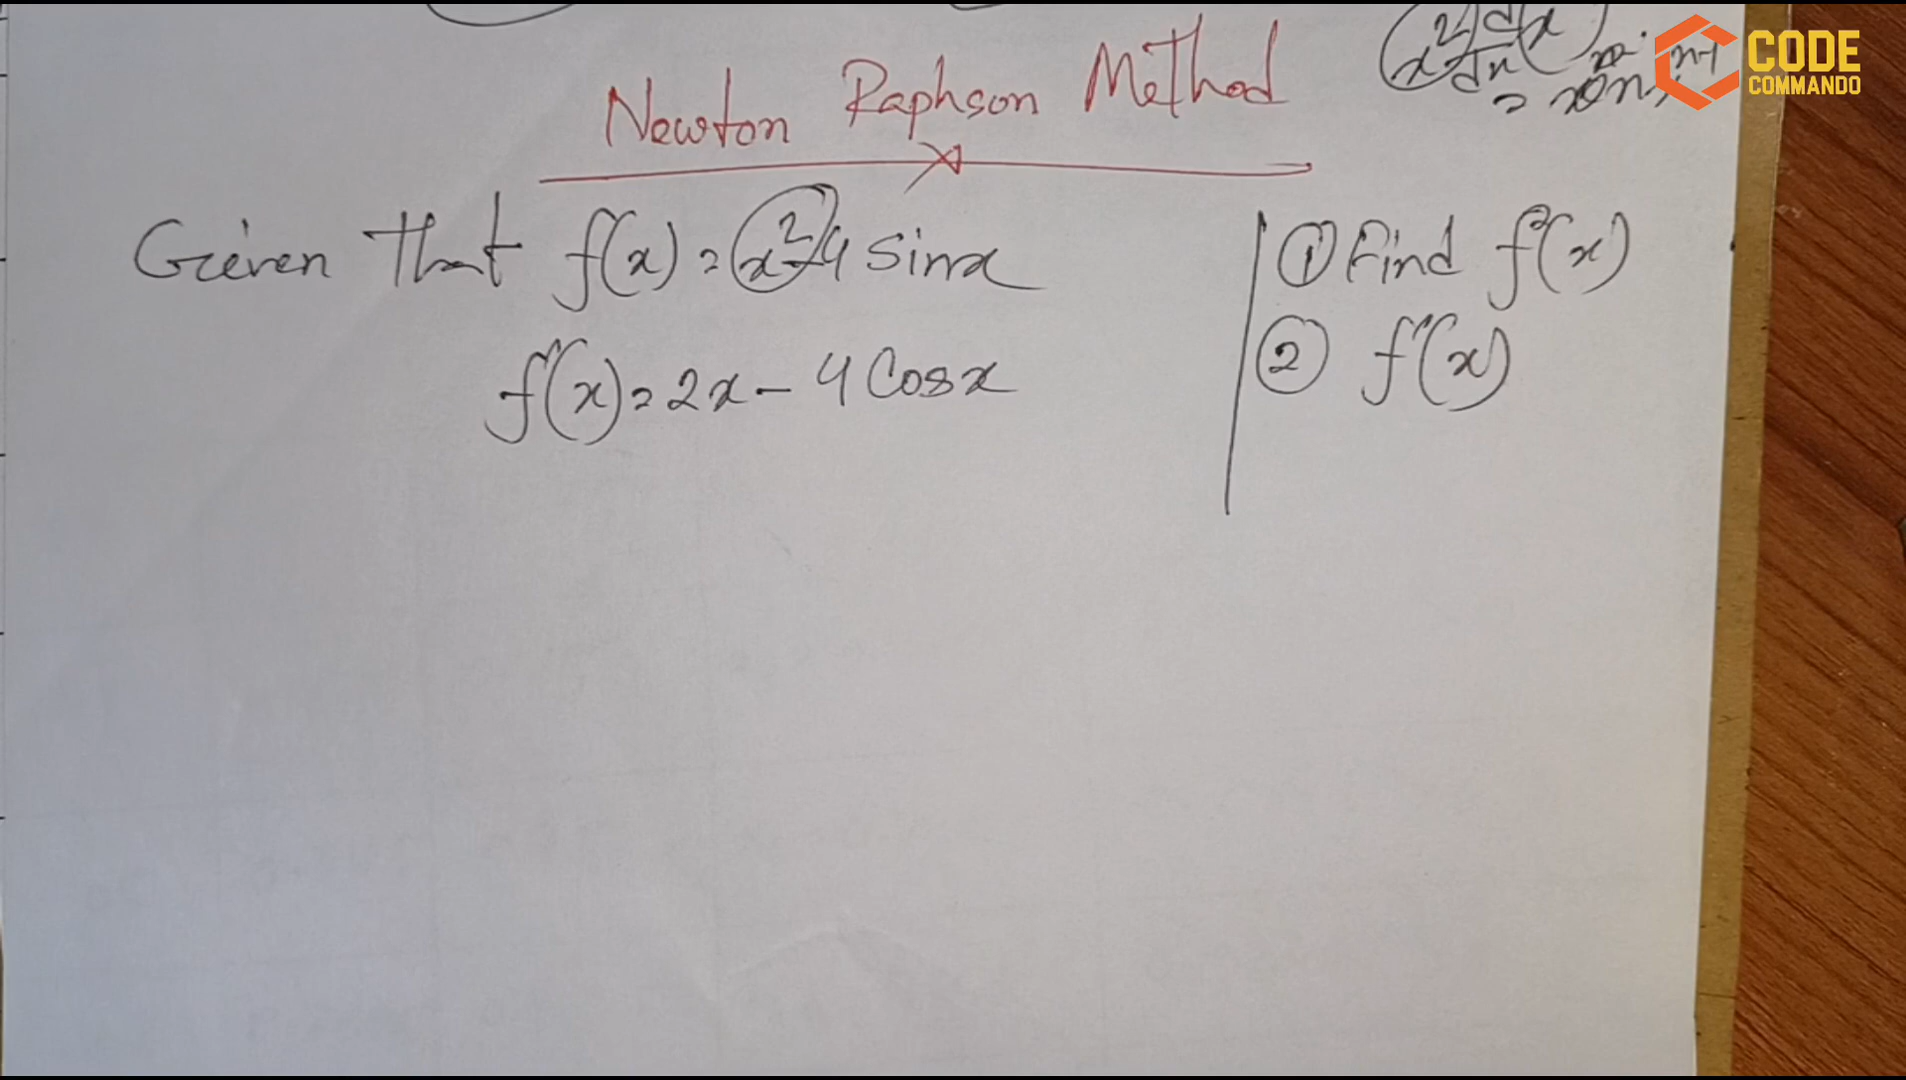 Newton Raphson Method
CODE
COMMANDO
Given that f(x) = x² - 4 sinx
f'(x) = 2x - 4 Cosx
① Find f(x)
② f'(x)